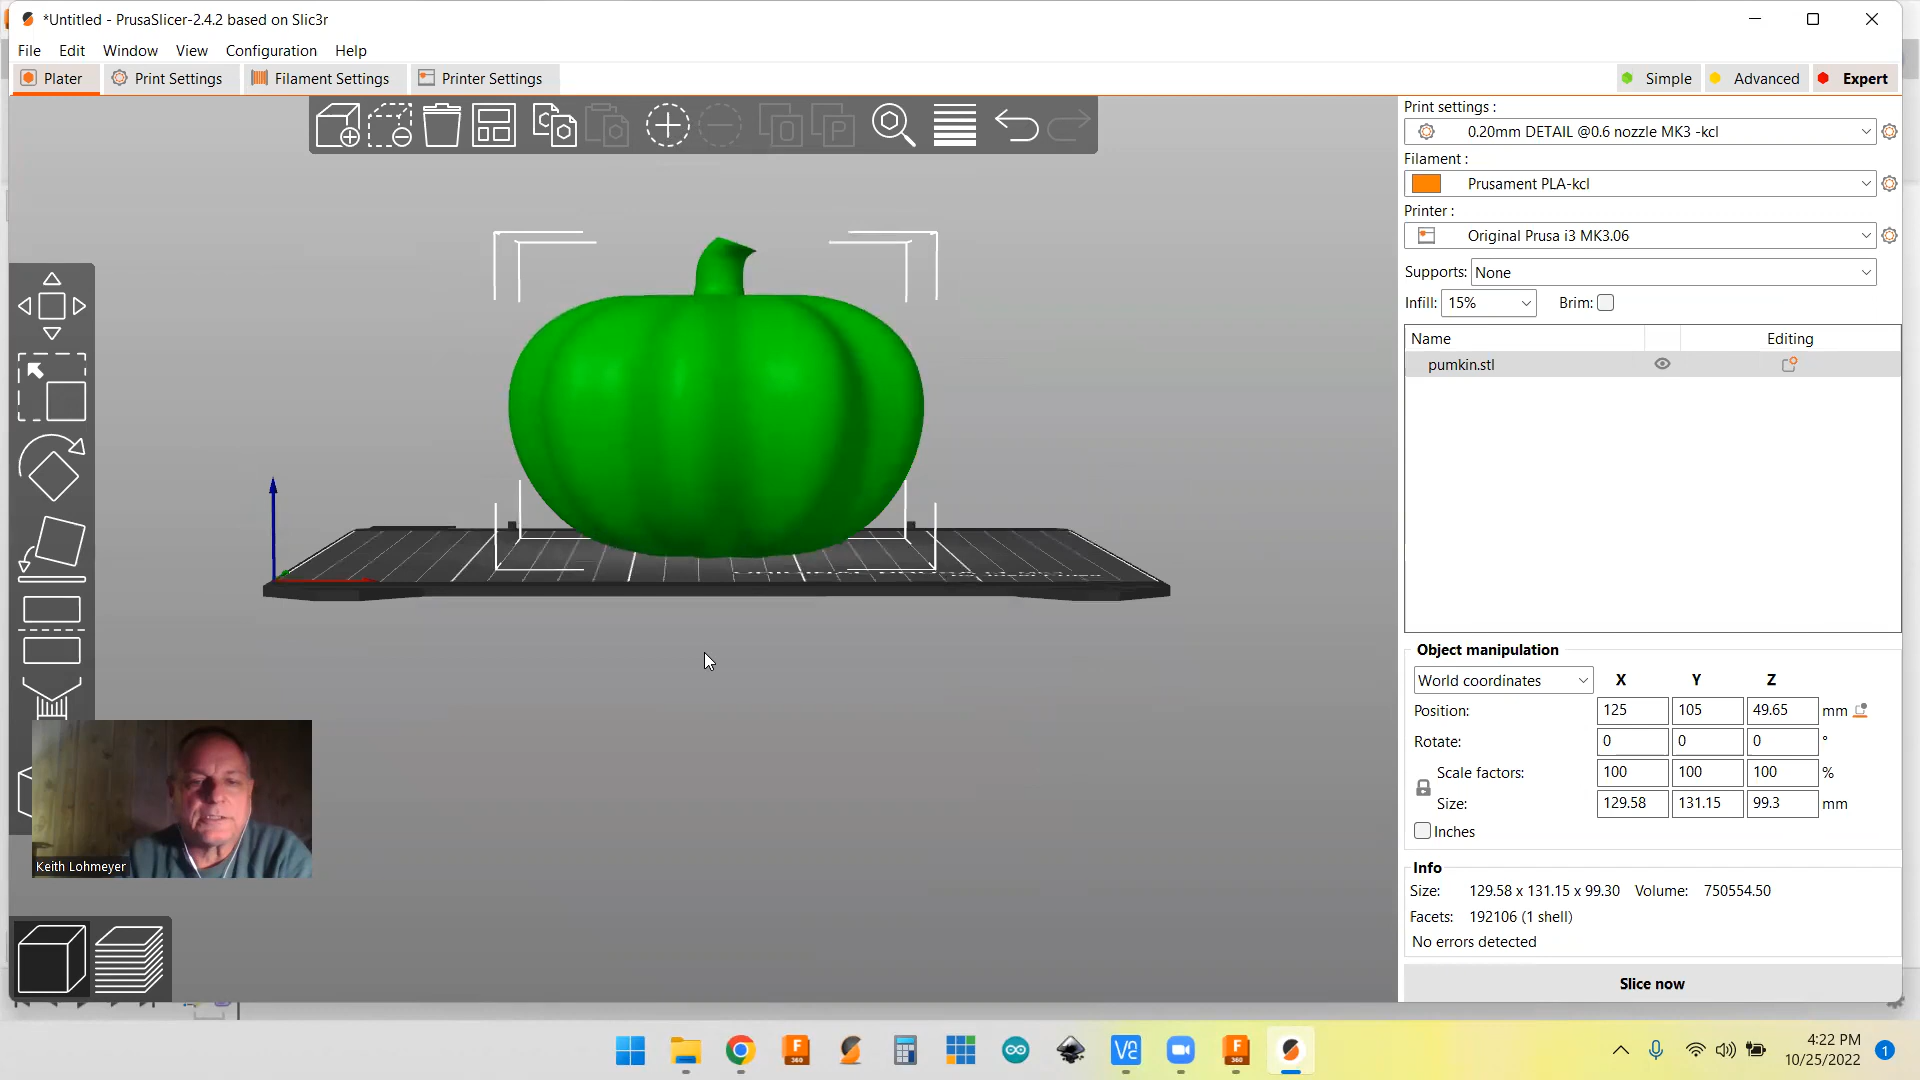 *Untitled - PrusaSlicer-2.4.2 based on Slic3r
File Edit Window View Configuration Help
Plater Print Settings Filament Settings Printer Settings Simple Advanced Expert
Print settings :
0.20mm DETAIL @0.6 nozzle MK3 -kcl
Filament :
Prusament PLA-kcl
Printer :
Original Prusa i3 MK3.06
Supports: None
Infill: 15% Brim:
Name Editing
pumkin.stl
Object manipulation
World coordinates X Y Z
Position: 125 105 49.65 mm
Rotate: 0 0 0 °
Scale factors: 100 100 100 %
Size: 129.58 131.15 99.3 mm
Inches
Info
Size: 129.58 x 131.15 x 99.30 Volume: 750554.50
Facets: 192106 (1 shell)
No errors detected
Slice now
Keith Lohmeyer
4:22 PM
10/25/2022
1